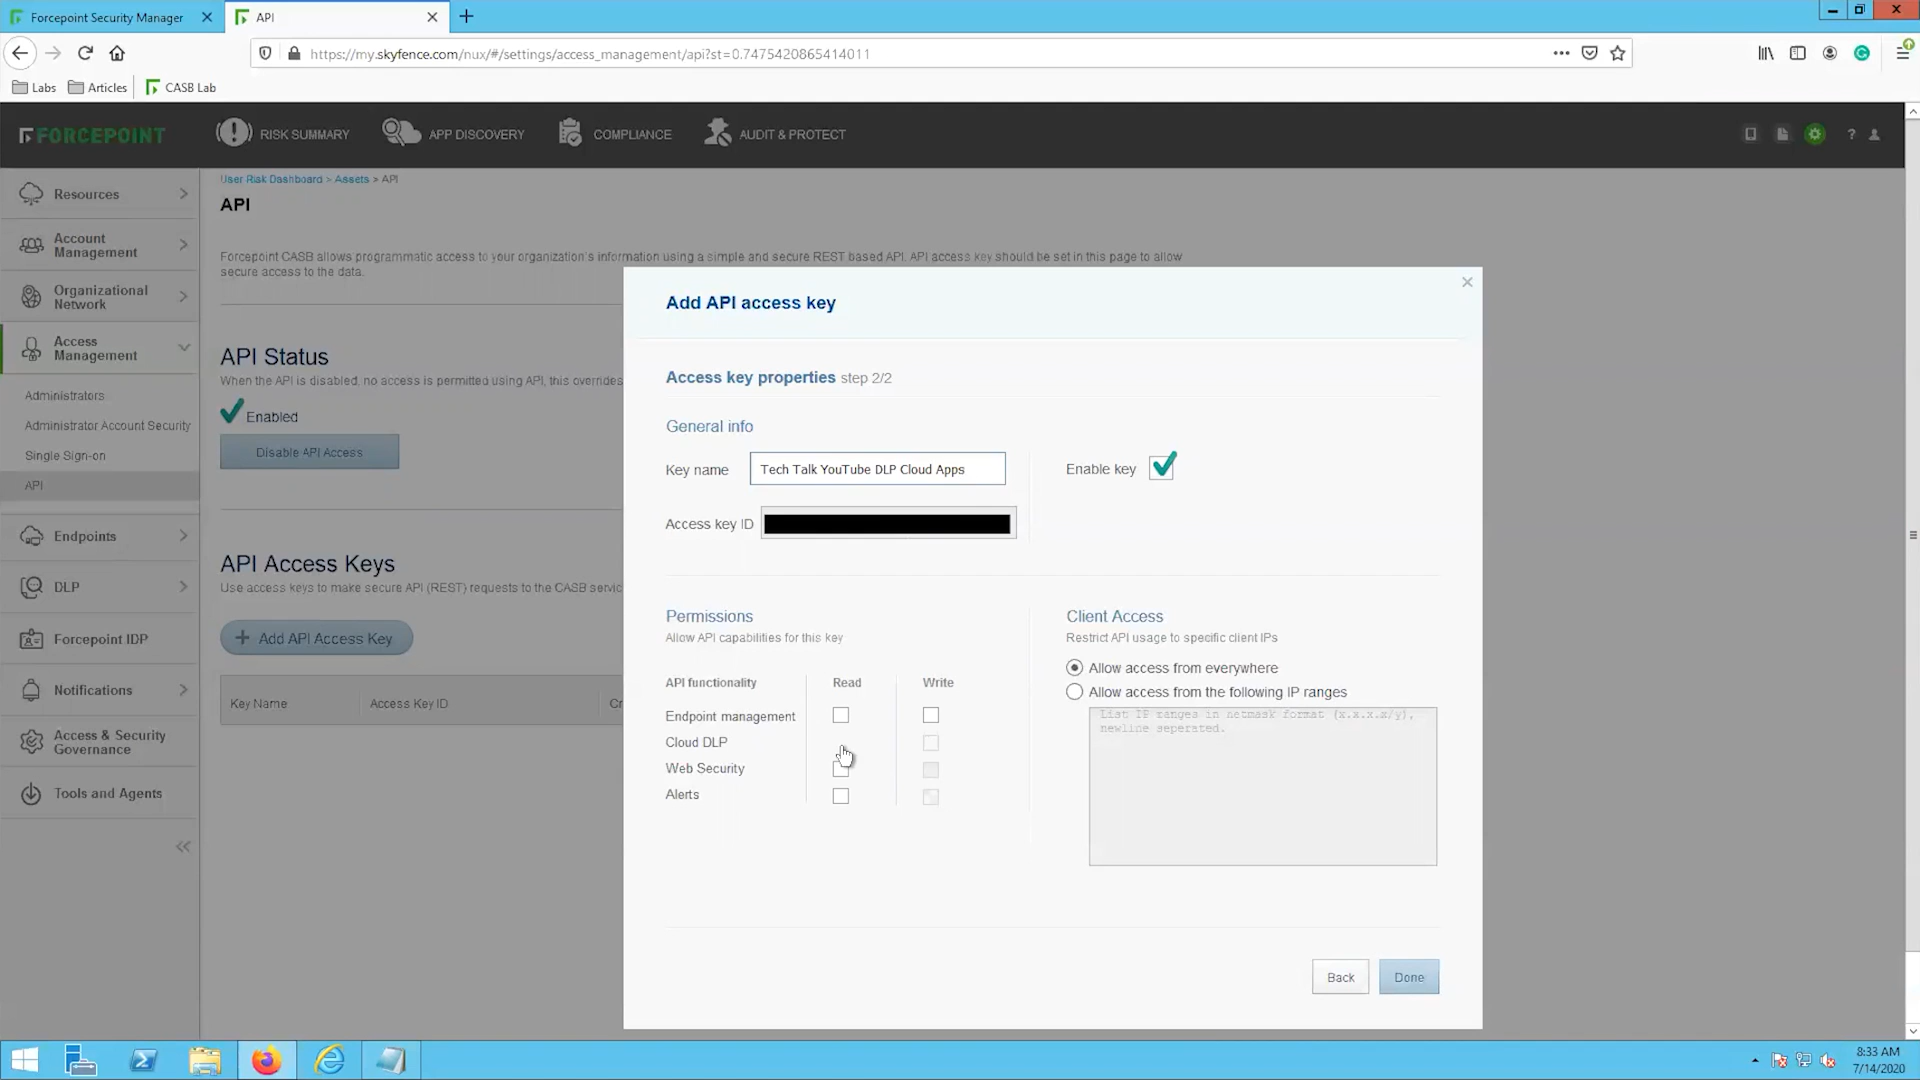 Forcepoint Security Manager
API
https://my.skyfence.com/nux/#/settings/access_management/api?st=0.7475420865414011
Labs
Articles
CASB Lab
FORCEPOINT
RISK SUMMARY
APP DISCOVERY
COMPLIANCE
AUDIT & PROTECT
?
Resources
Account
Management
Organizational
Network
Access
Management
Administrators
Administrator Account Security
Single Sign-on
API
Endpoints
DLP
Forcepoint IDP
Notifications
Access & Security
Governance
Tools and Agents
User Risk Dashboard > Assets > API
API
Forcepoint CASB allows programmatic access to your organization's information using a simple and secure REST based API. API access key should be set in this page to allow
secure access to the data.
API Status
When the API is disabled, no access is permitted using API, this overrides
Enabled
Disable API Access
API Access Keys
Use access keys to make secure API (REST) requests to the CASB servic
+ Add API Access Key
Key Name
Access Key ID
Cr
Add API access key
Access key properties step 2/2
General info
Key name
Tech Talk YouTube DLP Cloud Apps
Enable key
Access key ID
Permissions
Allow API capabilities for this key
API functionality
Read
Write
Endpoint management
Cloud DLP
Web Security
Alerts
Client Access
Restrict API usage to specific client IPs
Allow access from everywhere
Allow access from the following IP ranges
List IP ranges in netmask format (x.x.x.x/y),
newline seperated.
Back
Done
8:33 AM
7/14/2020